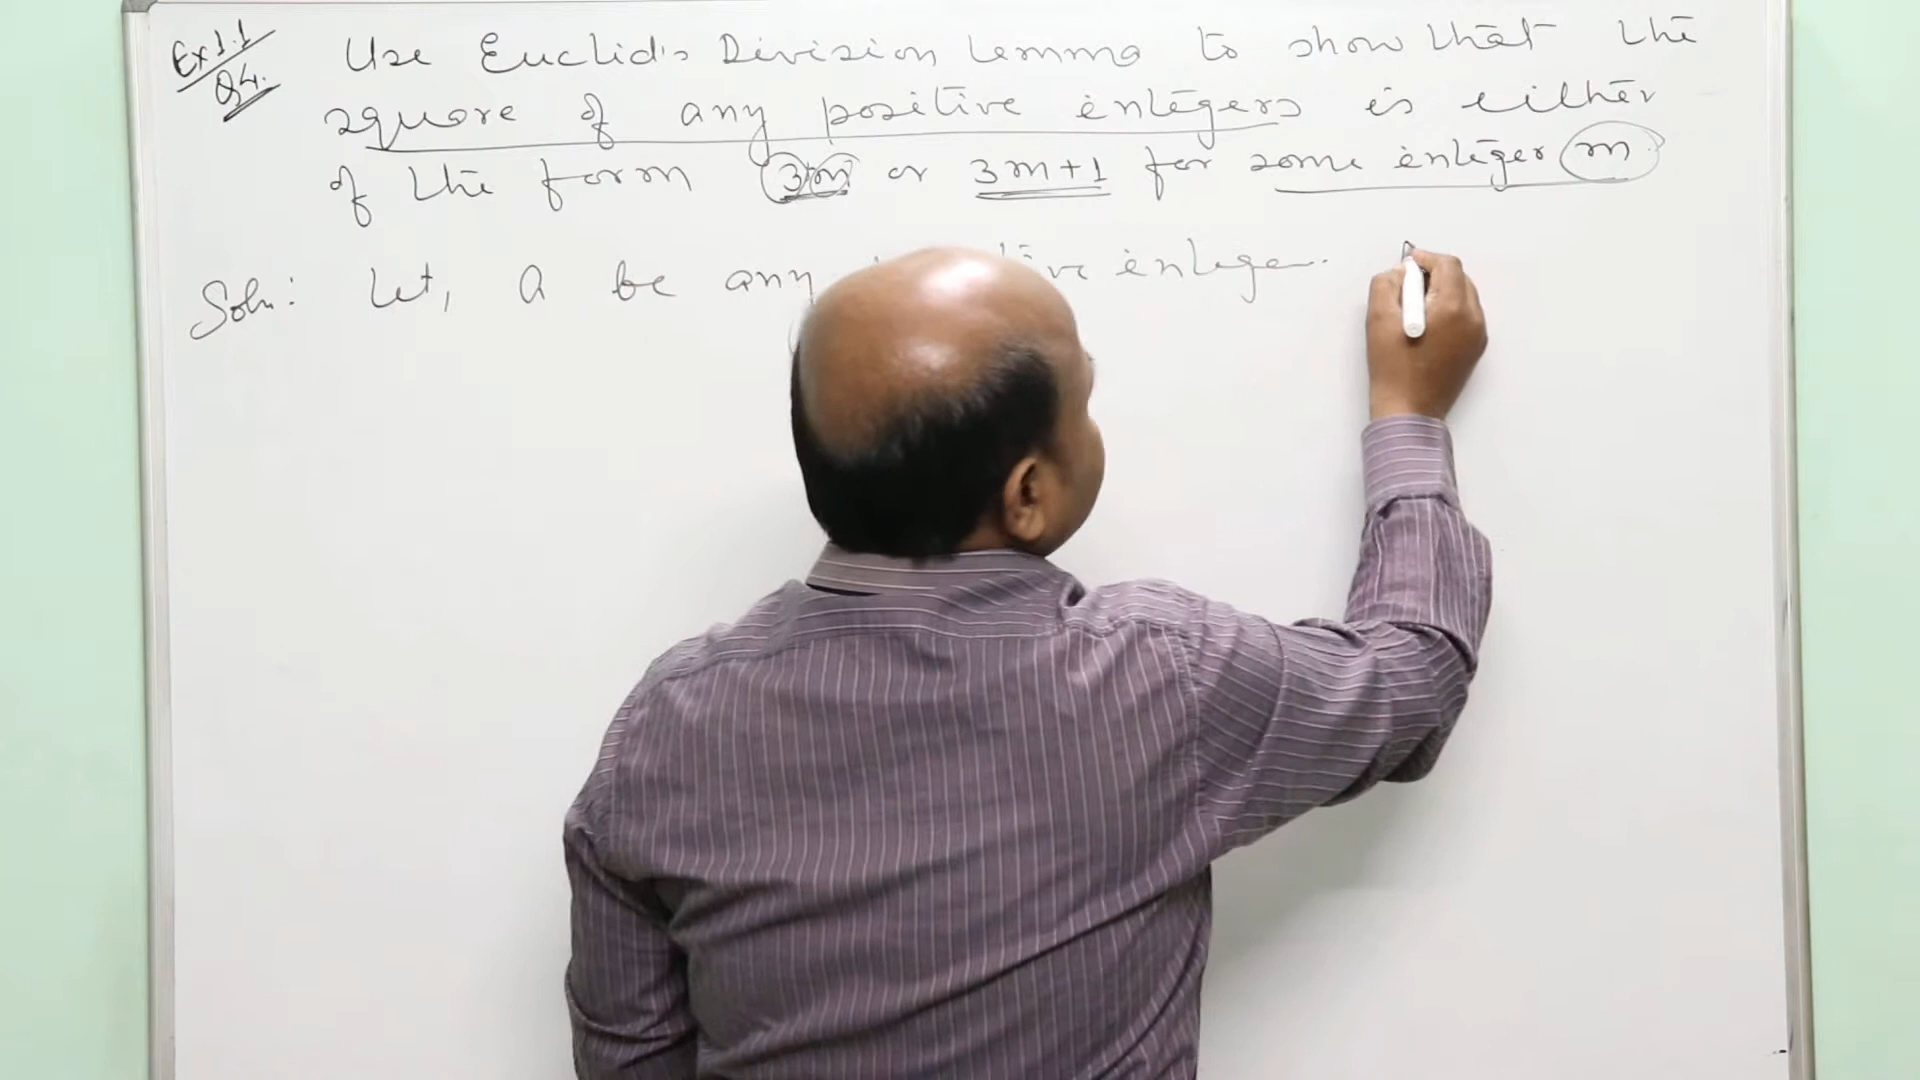 Ex 1.1
Q4.
Use Euclid's Division Lemma to show that the
square of any positive integers is either
of the form 3m or 3m+1 for some integer m.
Soln: Let, a be any integer.